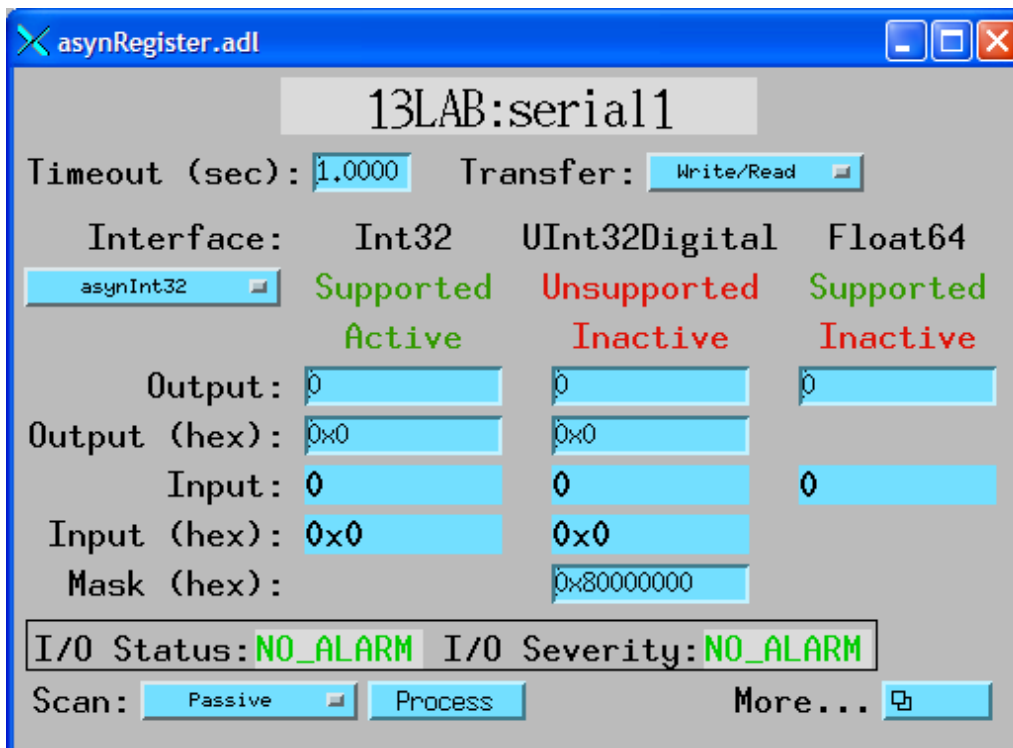 asynRegister.adl
13LAB:serial1
Timeout (sec): 1.0000 Transfer: Write/Read
Interface: Int32 UInt32Digital Float64
asynInt32 Supported Unsupported Supported
Active Inactive Inactive
Output: 0 0 0
Output (hex): 0x0 0x0
Input: 0 0 0
Input (hex): 0x0 0x0
Mask (hex): 0x80000000
I/O Status: NO_ALARM I/O Severity: NO_ALARM
Scan: Passive Process More...